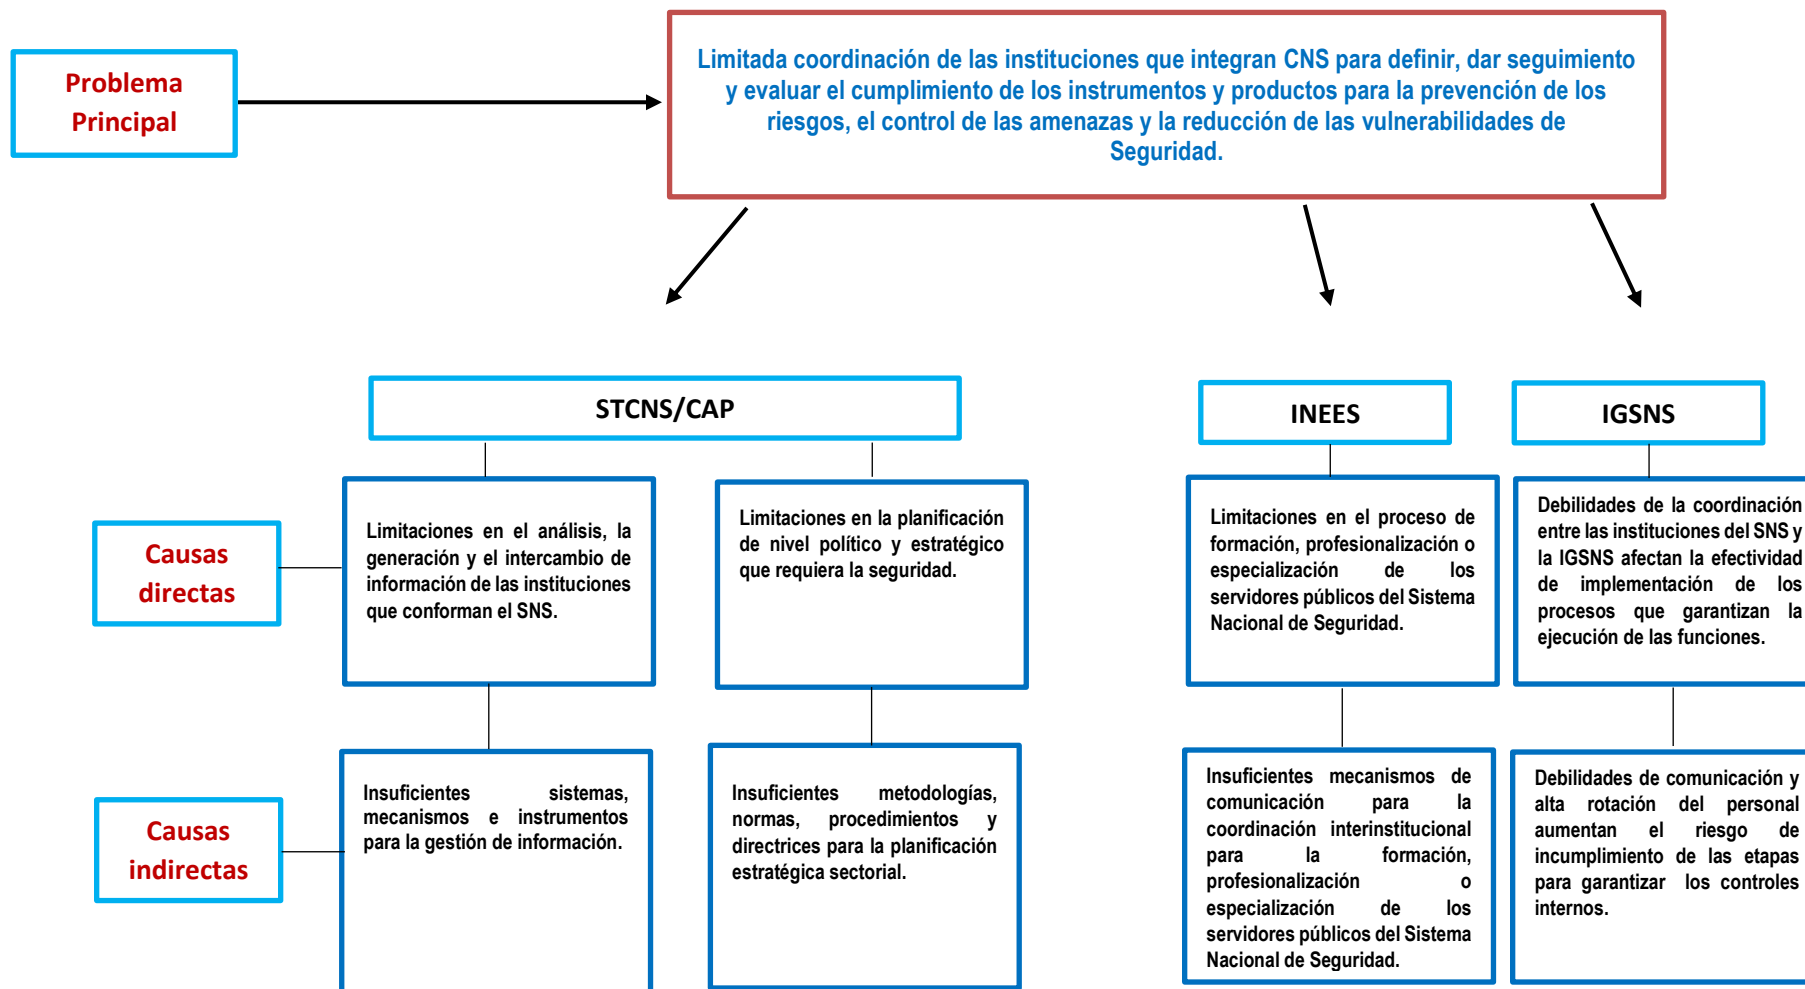 Problema
Principal
Limitada coordinación de las instituciones que integran CNS para definir, dar seguimiento
y evaluar el cumplimiento de los instrumentos y productos para la prevención de los
riesgos, el control de las amenazas y la reducción de las vulnerabilidades de
Seguridad.
STCNS/CAP
INEES
IGSNS
Causas
directas
Limitaciones en el análisis, la
generación y el intercambio de
información de las instituciones
que conforman el SNS.
Limitaciones en la planificación
de nivel político y estratégico
que requiera la seguridad.
Limitaciones en el proceso de
formación, profesionalización o
especialización de los
servidores públicos del Sistema
Nacional de Seguridad.
Debilidades de la coordinación
entre las instituciones del SNS y
la IGSNS afectan la efectividad
de implementación de los
procesos que garantizan la
ejecución de las funciones.
Causas
indirectas
Insuficientes sistemas,
mecanismos e instrumentos
para la gestión de información.
Insuficientes metodologías,
normas, procedimientos y
directrices para la planificación
estratégica sectorial.
Insuficientes mecanismos de
comunicación para la
coordinación interinstitucional
para la formación,
profesionalización o
especialización de los
servidores públicos del Sistema
Nacional de Seguridad.
Debilidades de comunicación y
alta rotación del personal
aumentan el riesgo de
incumplimiento de las etapas
para garantizar los controles
internos.